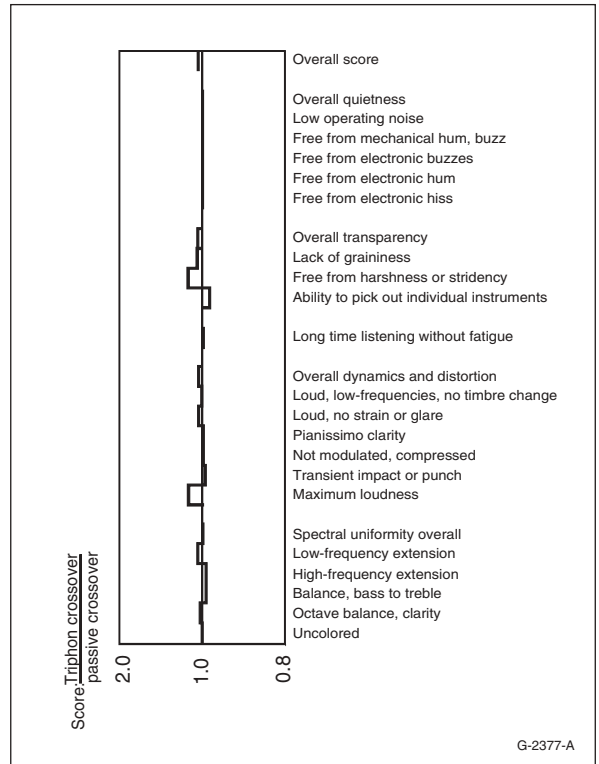 Overall score
Overall quietness
Low operating noise
Free from mechanical hum, buzz
Free from electronic buzzes
Free from electronic hum
Free from electronic hiss
Overall transparency
Lack of graininess
Free from harshness or stridency
Ability to pick out individual instruments
Long time listening without fatigue
Overall dynamics and distortion
Loud, low-frequencies, no timbre change
Loud, no strain or glare
Pianissimo clarity
Not modulated, compressed
Transient impact or punch
Maximum loudness
Spectral uniformity overall
Low-frequency extension
High-frequency extension
Balance, bass to treble
Octave balance, clarity
Uncolored
Score: Triphon crossover
passive crossover
2.0
1.0
0.8
G-2377-A